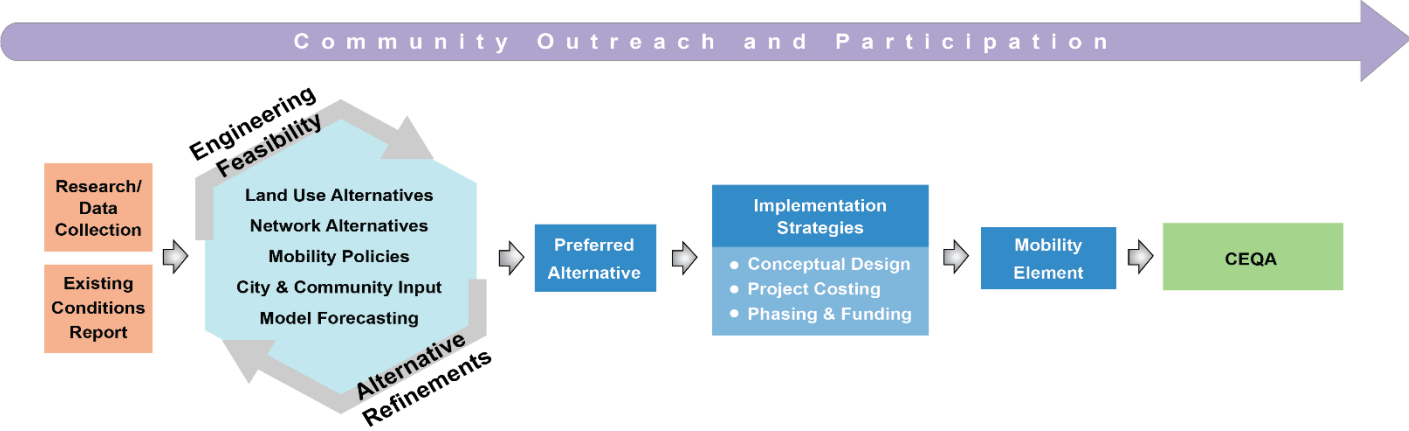 Community Outreach and Participation
Engineering
Feasibility
Research/
Data
Collection
Existing
Conditions
Report
Land Use Alternatives
Network Alternatives
Mobility Policies
City & Community Input
Model Forecasting
Alternative
Refinements
Preferred
Alternative
Implementation
Strategies
● Conceptual Design
● Project Costing
● Phasing & Funding
Mobility
Element
CEQA